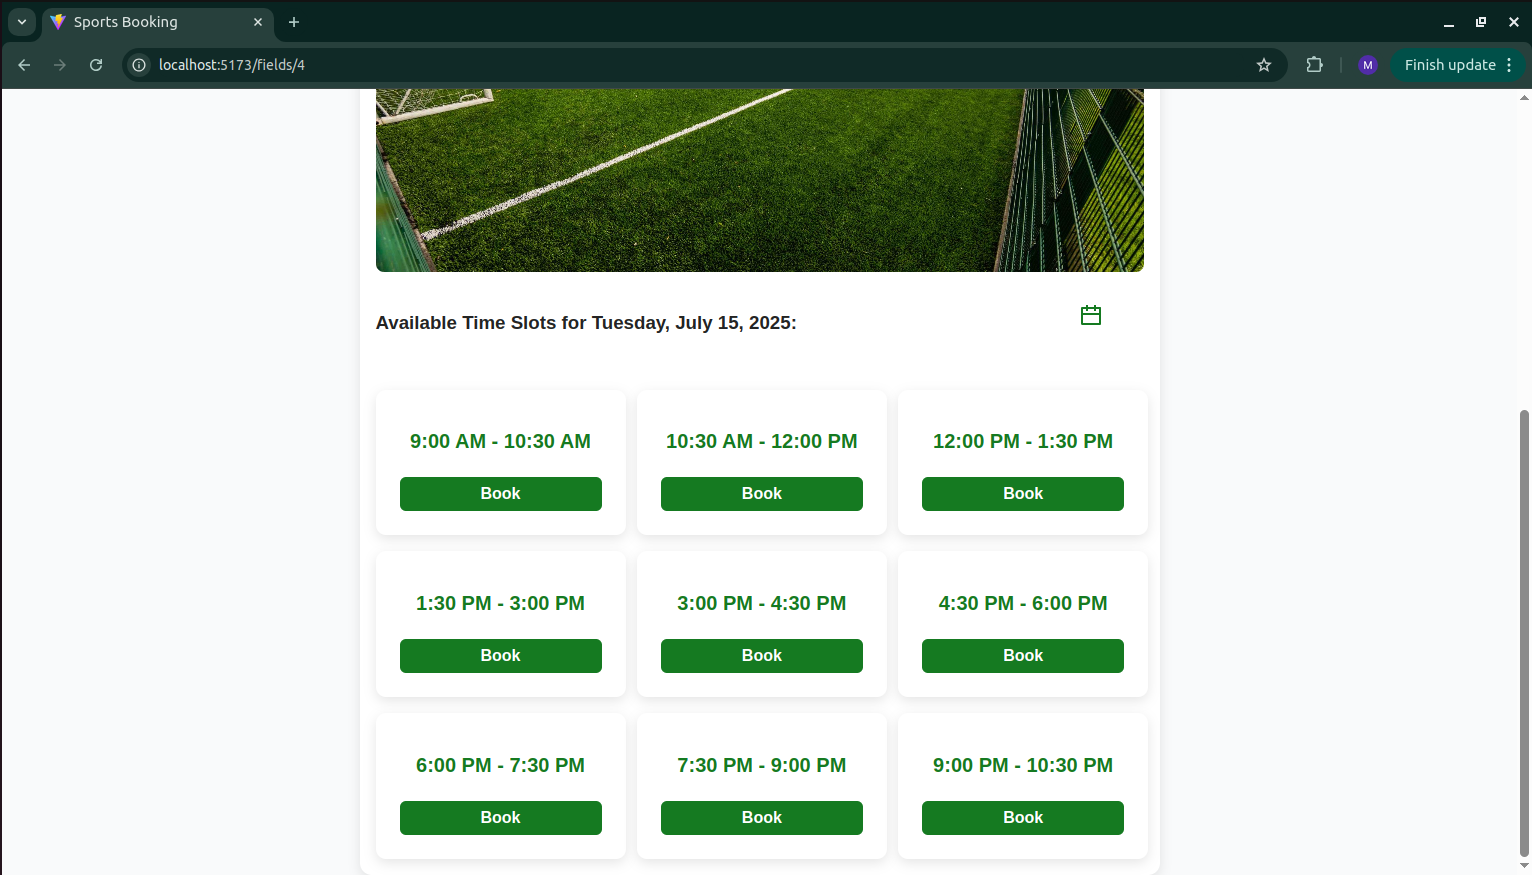 Sports Booking
localhost:5173/fields/4
M
Finish update
Available Time Slots for Tuesday, July 15, 2025:
9:00 AM - 10:30 AM
10:30 AM - 12:00 PM
12:00 PM - 1:30 PM
Book
Book
Book
1:30 PM - 3:00 PM
3:00 PM - 4:30 PM
4:30 PM - 6:00 PM
Book
Book
Book
6:00 PM - 7:30 PM
7:30 PM - 9:00 PM
9:00 PM - 10:30 PM
Book
Book
Book